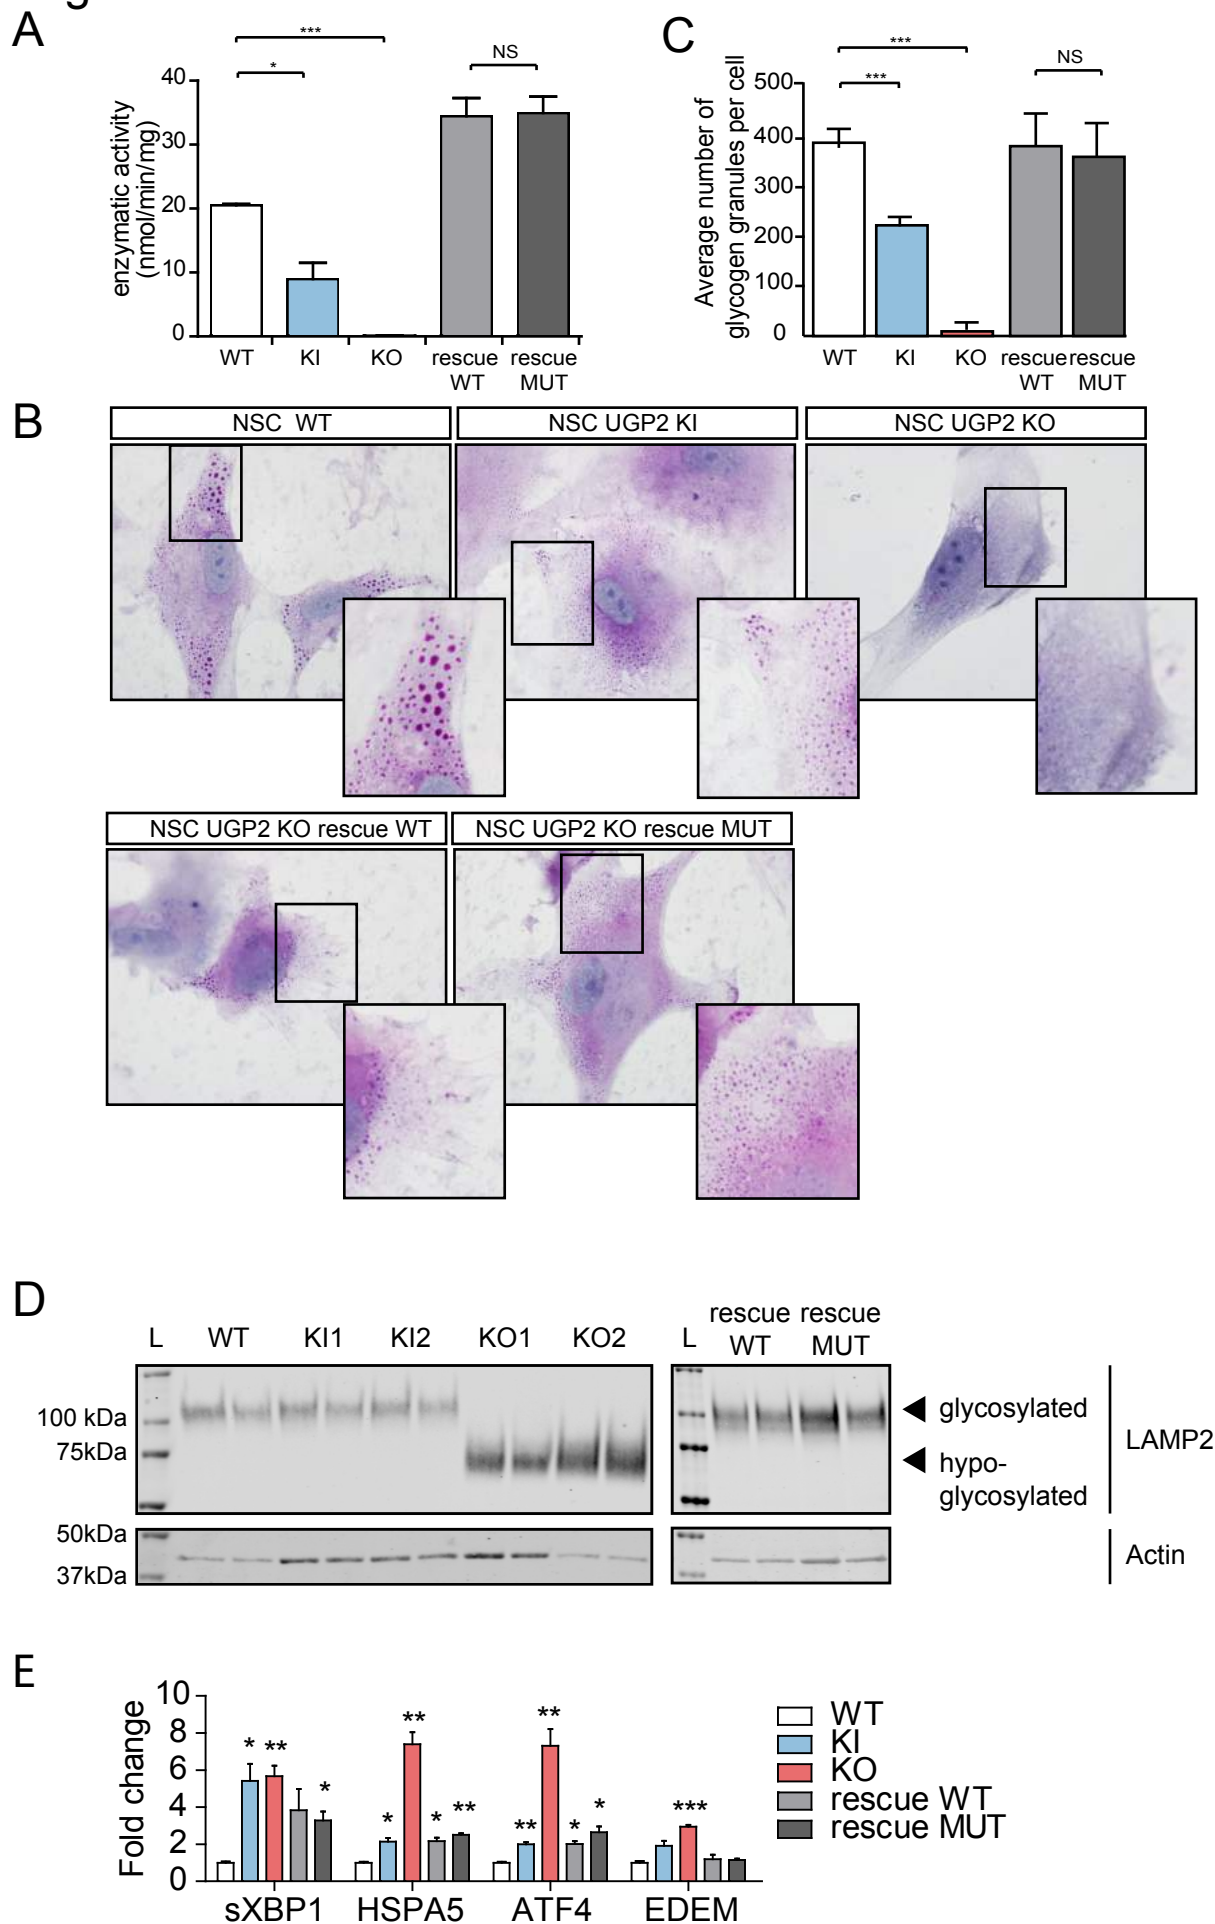 A
enzymatic activity
(nmol/min/mg)
40
30
20
10
0
***
*
NS
WT KI KO rescue WT rescue MUT
C
Average number of
glycogen granules per cell
500
400
300
200
100
0
***
***
NS
WT KI KO rescue WT rescue MUT
B
NSC WT
NSC UGP2 KI
NSC UGP2 KO
NSC UGP2 KO rescue WT
NSC UGP2 KO rescue MUT
D
L WT KI1 KI2 KO1 KO2
L rescue WT rescue MUT
100 kDa
75kDa
50kDa
37kDa
glycosylated
hypo-
glycosylated
LAMP2
Actin
E
Fold change
10
8
6
4
2
0
* ** *
* ** * **
** ** * *
***
sXBP1 HSPA5 ATF4 EDEM
WT
KI
KO
rescue WT
rescue MUT